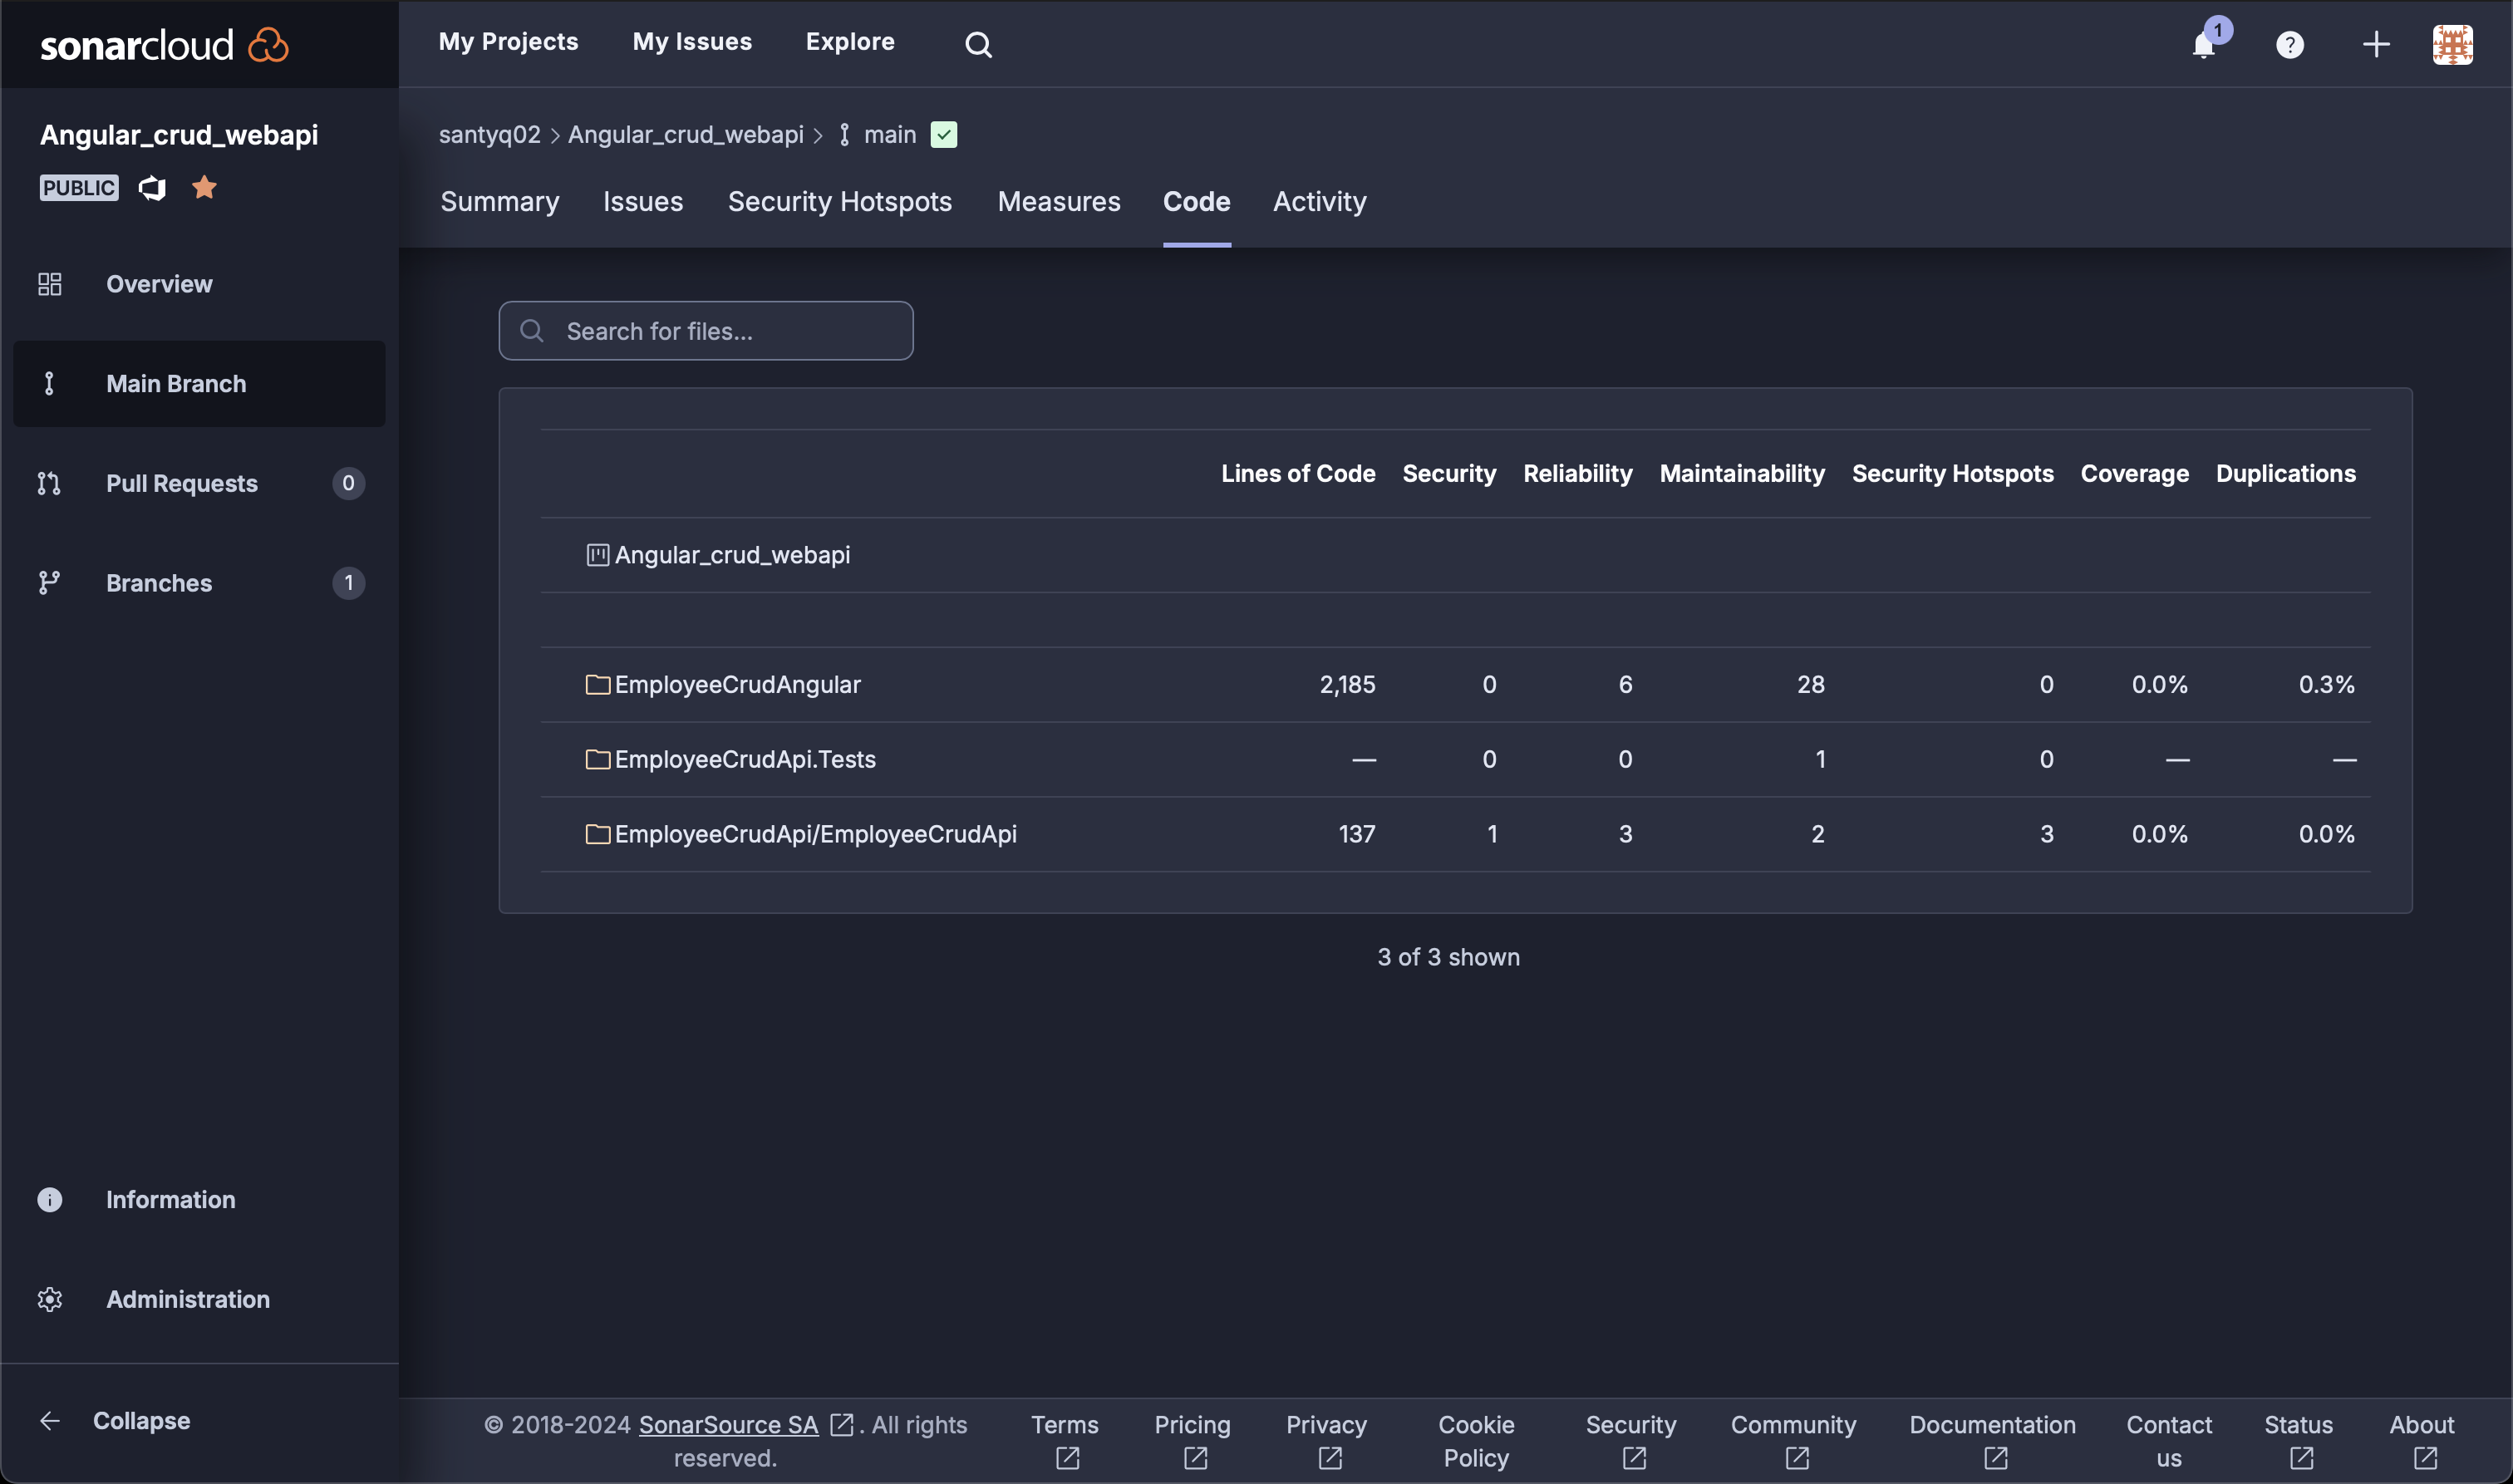 sonarcloud
My Projects My Issues Explore
1
?
Angular_crud_webapi
PUBLIC
Overview
Main Branch
Pull Requests 0
Branches 1
Information
Administration
Collapse
santyq02 > Angular_crud_webapi > main
Summary Issues Security Hotspots Measures Code Activity
Search for files...
Lines of Code Security Reliability Maintainability Security Hotspots Coverage Duplications
Angular_crud_webapi
EmployeeCrudAngular 2,185 0 6 28 0 0.0% 0.3%
EmployeeCrudApi.Tests — 0 0 1 0 — —
EmployeeCrudApi/EmployeeCrudApi 137 1 3 2 3 0.0% 0.0%
3 of 3 shown
© 2018-2024 SonarSource SA . All rights
reserved.
Terms
Pricing
Privacy
Cookie
Policy
Security
Community
Documentation
Contact
us
Status
About